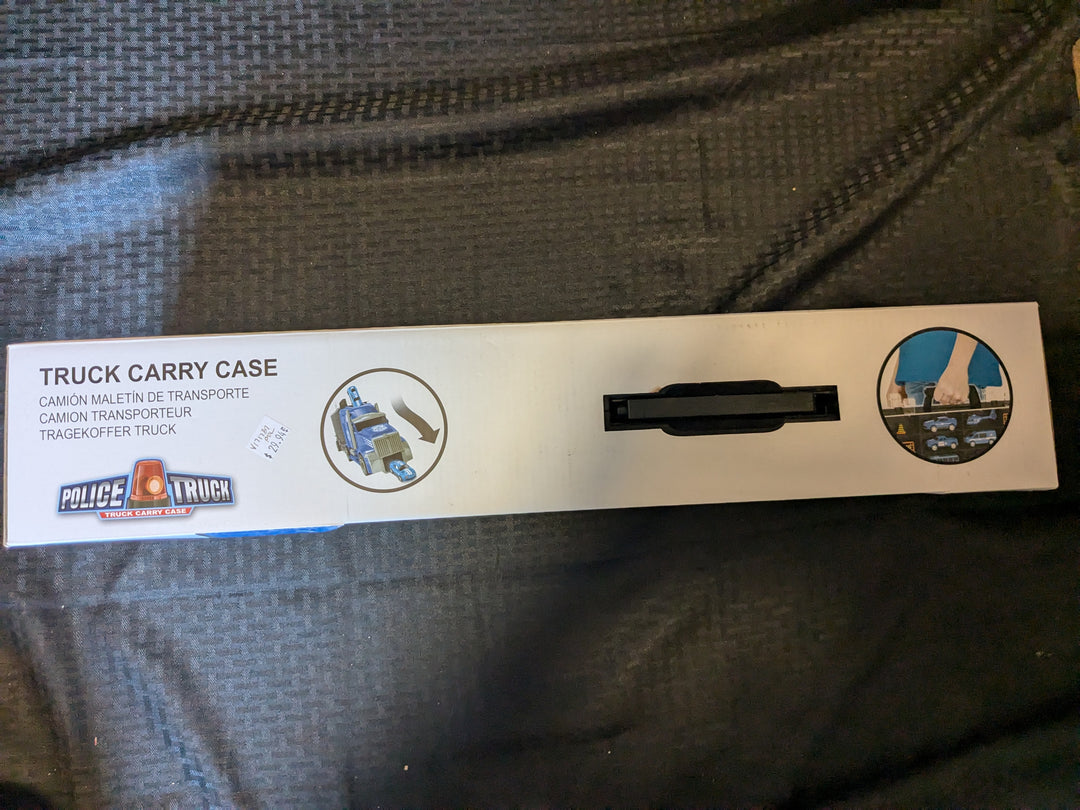 TRUCK CARRY CASE
CAMIÓN MALETÍN DE TRANSPORTE
CAMION TRANSPORTEUR
TRAGEKOFFER TRUCK
POLICE TRUCK
TRUCK CARRY CASE